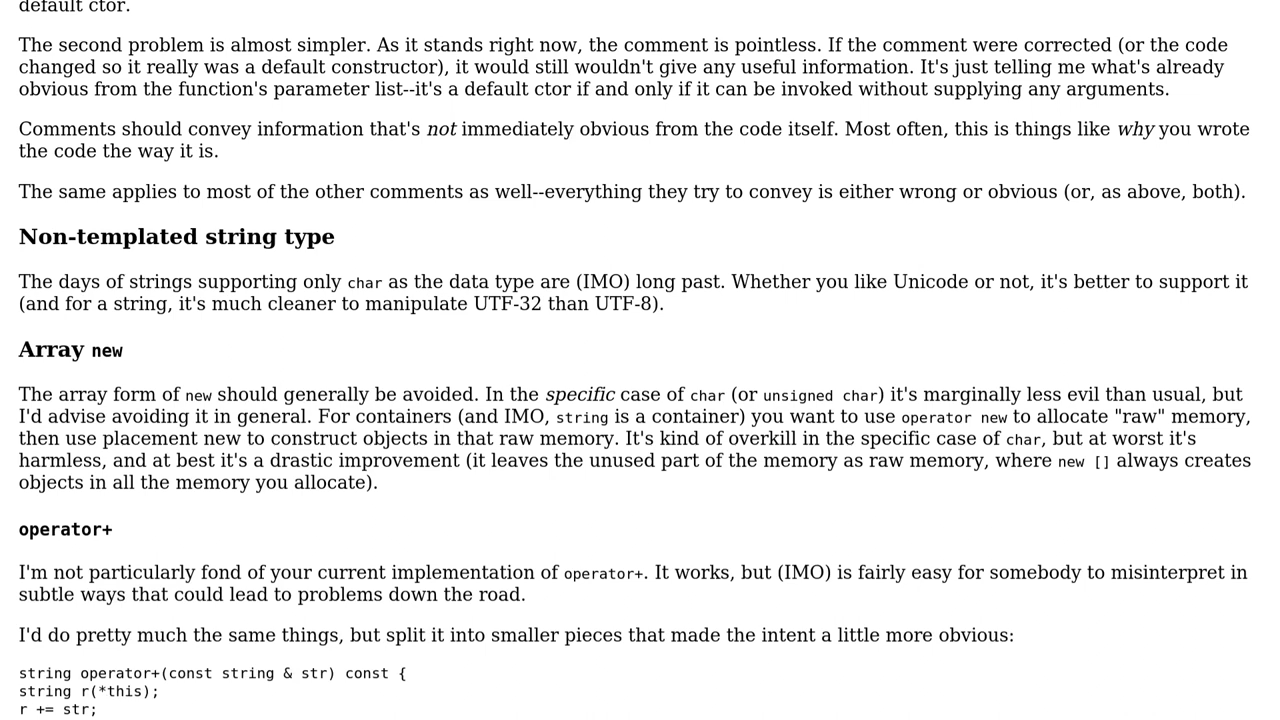 default ctor.
The second problem is almost simpler. As it stands right now, the comment is pointless. If the comment were corrected (or the code
changed so it really was a default constructor), it would still wouldn't give any useful information. It's just telling me what's already
obvious from the function's parameter list--it's a default ctor if and only if it can be invoked without supplying any arguments.
Comments should convey information that's not immediately obvious from the code itself. Most often, this is things like why you wrote
the code the way it is.
The same applies to most of the other comments as well--everything they try to convey is either wrong or obvious (or, as above, both).
Non-templated string type
The days of strings supporting only char as the data type are (IMO) long past. Whether you like Unicode or not, it's better to support it
(and for a string, it's much cleaner to manipulate UTF-32 than UTF-8).
Array new
The array form of new should generally be avoided. In the specific case of char (or unsigned char) it's marginally less evil than usual, but
I'd advise avoiding it in general. For containers (and IMO, string is a container) you want to use operator new to allocate "raw" memory,
then use placement new to construct objects in that raw memory. It's kind of overkill in the specific case of char, but at worst it's
harmless, and at best it's a drastic improvement (it leaves the unused part of the memory as raw memory, where new [] always creates
objects in all the memory you allocate).
operator+
I'm not particularly fond of your current implementation of operator+. It works, but (IMO) is fairly easy for somebody to misinterpret in
subtle ways that could lead to problems down the road.
I'd do pretty much the same things, but split it into smaller pieces that made the intent a little more obvious:
string operator+(const string & str) const {
string r(*this);
r += str;